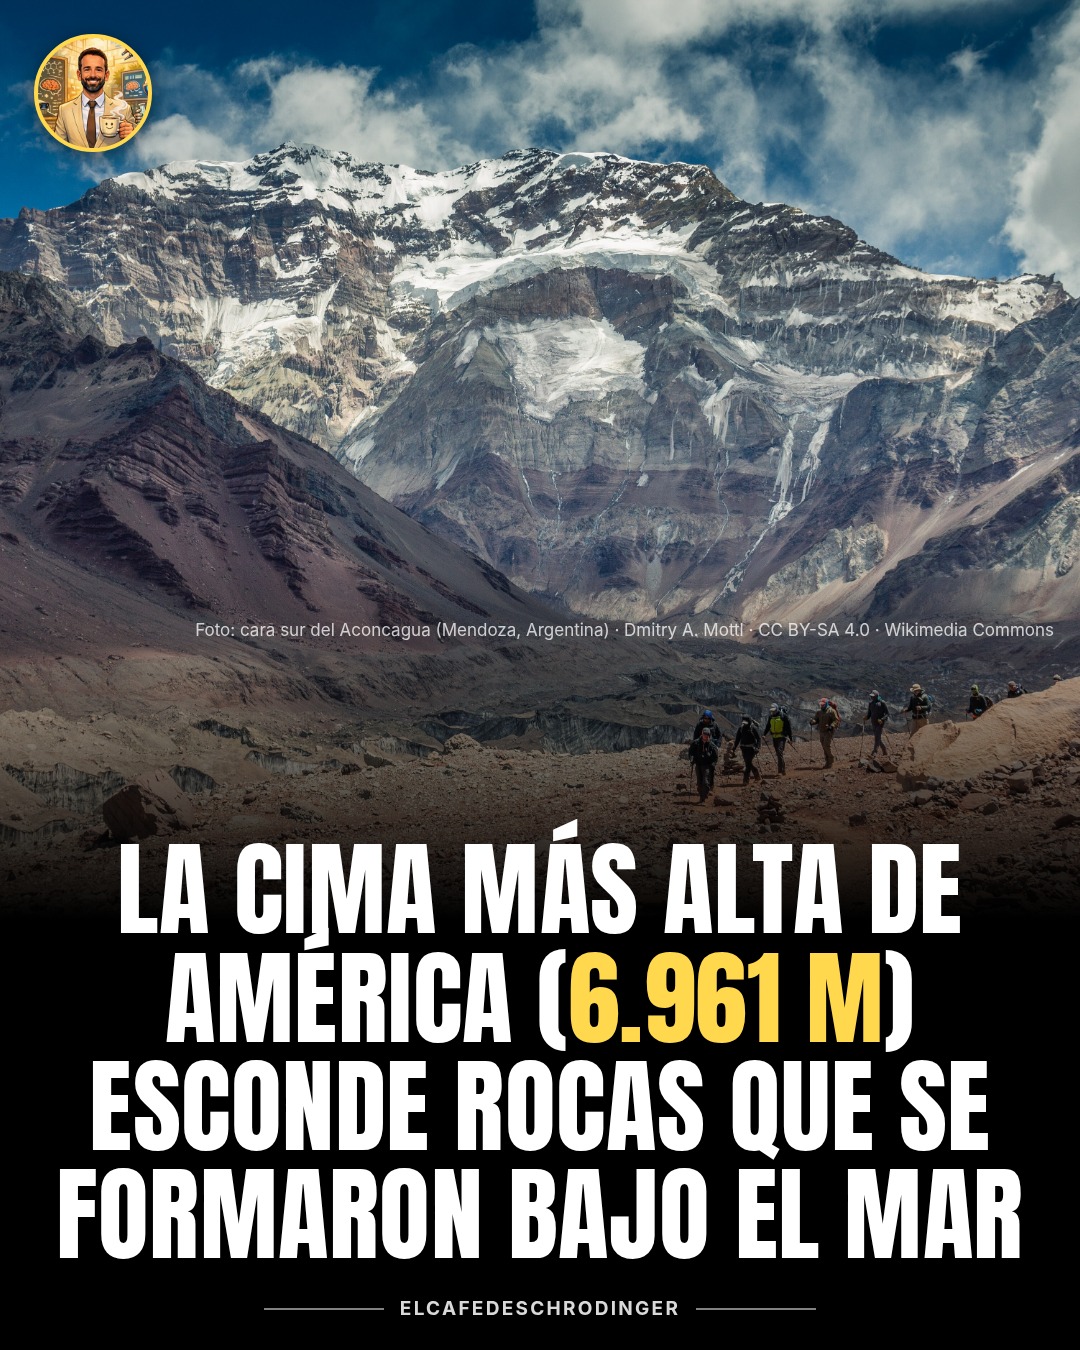 Foto: cara sur del Aconcagua (Mendoza, Argentina) · Dmitry A. Mottl · CC BY-SA 4.0 · Wikimedia Commons
LA CIMA MÁS ALTA DE
AMÉRICA (6.961 M)
ESCONDE ROCAS QUE SE
FORMARON BAJO EL MAR
ELCAFEDESCHRODINGER